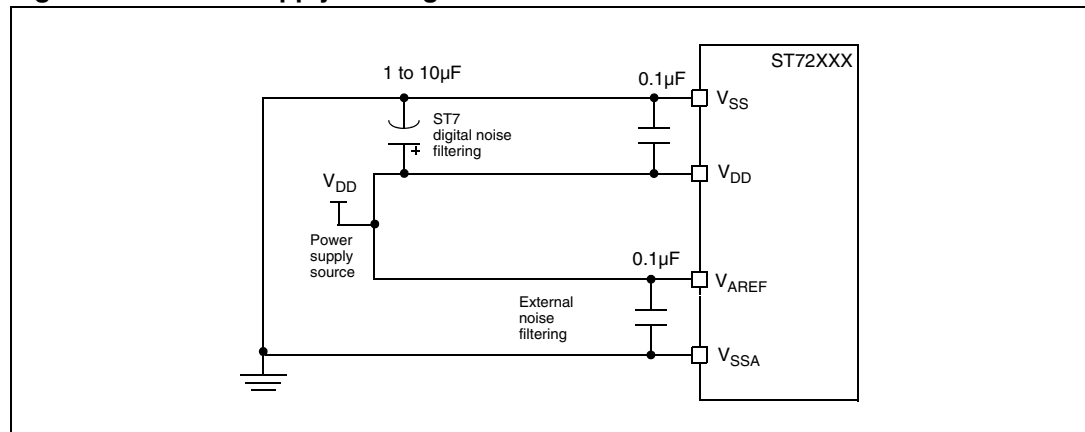 ST72XXX
1 to 10µF
0.1µF
VSS
ST7
digital noise
filtering
+
VDD
VDD
Power
supply
source
0.1µF
VAREF
External
noise
filtering
VSSA